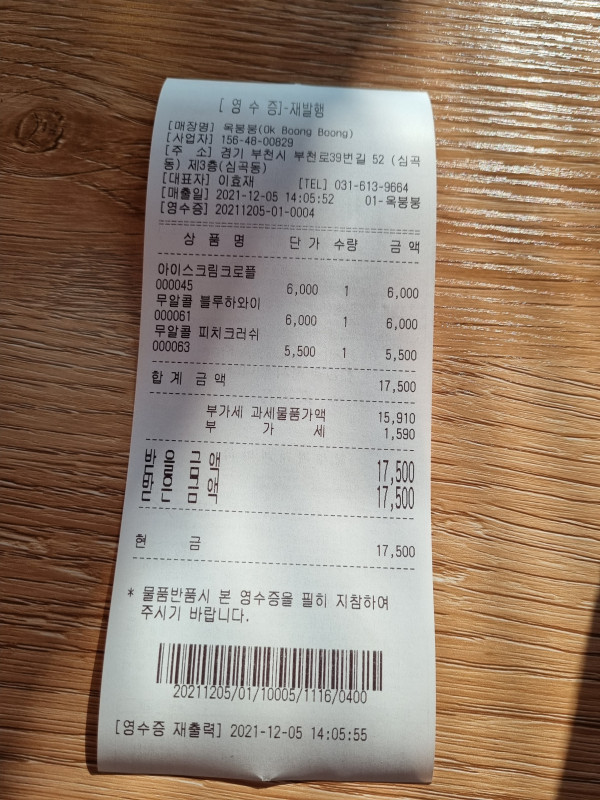 [ 영 수 증]-재발행
[매장명] 옥붕붕(Ok Boong Boong)
[사업자] 156-48-00829
[주 소] 경기 부천시 부천로39번길 52 (심곡
동) 제3층(심곡동)
[대표자] 이효재 [TEL] 031-613-9664
[매출일] 2021-12-05 14:05:52 01-옥붕붕
[영수증] 20211205-01-0004
상 품 명 단 가 수량 금 액
아이스크림크로플
000045 6,000 1 6,000
무알콜 블루하와이
000061 6,000 1 6,000
무알콜 피치크러쉬
000063 5,500 1 5,500
합 계 금 액 17,500
부가세 과세물품가액 15,910
부 가 세 1,590
받 을 금 액 17,500
받 은 금 액 17,500
현 금 17,500
* 물품반품시 본 영수증을 필히 지참하여
주시기 바랍니다.
20211205/01/10005/1116/0400
[영수증 재출력] 2021-12-05 14:05:55